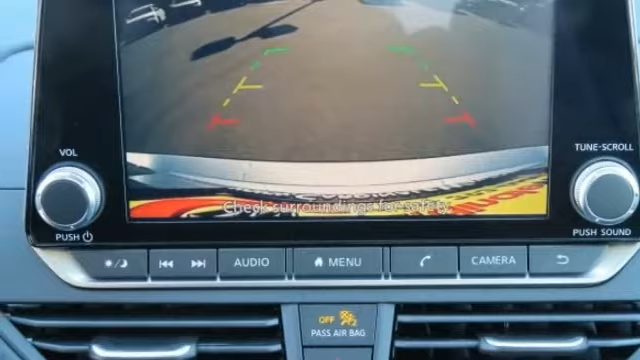 VOL
TUNE·SCROLL
Check surroundings for safety
PUSH
PUSH SOUND
AUDIO
MENU
CAMERA
OFF
PASS AIR BAG